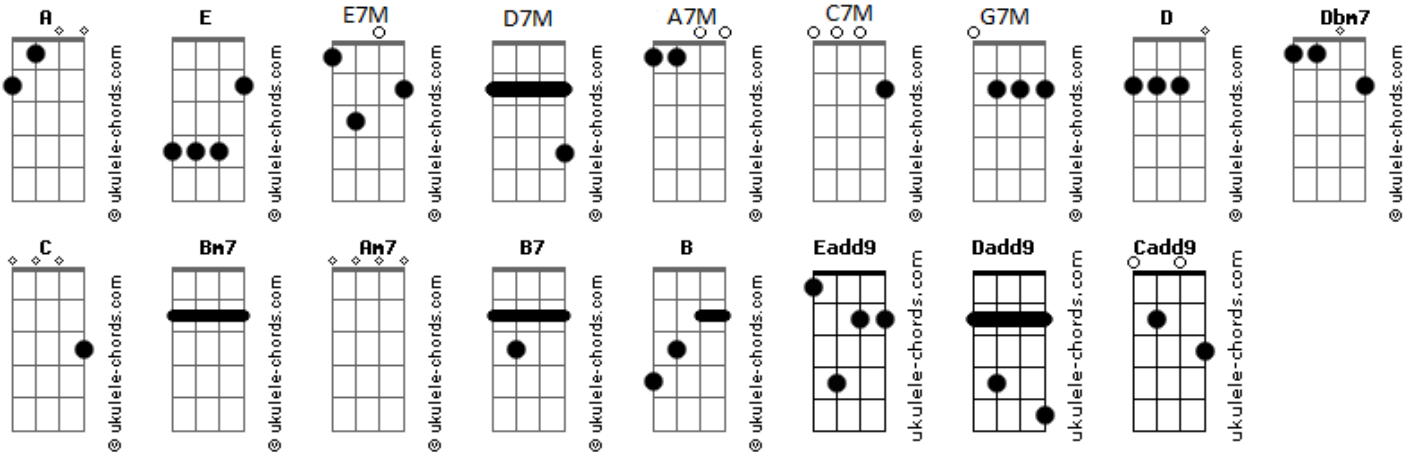 A E E7M D7M A7M C7M G7M D Dbm7
© ukulele-chords.com © ukulele-chords.com © ukulele-chords.com © ukulele-chords.com © ukulele-chords.com © ukulele-chords.com © ukulele-chords.com © ukulele-chords.com © ukulele-chords.com
C Bm7 Am7 B7 B Eadd9 Dadd9 Cadd9
© ukulele-chords.com © ukulele-chords.com © ukulele-chords.com © ukulele-chords.com © ukulele-chords.com ukulele-chords.com ukulele-chords.com ukulele-chords.com